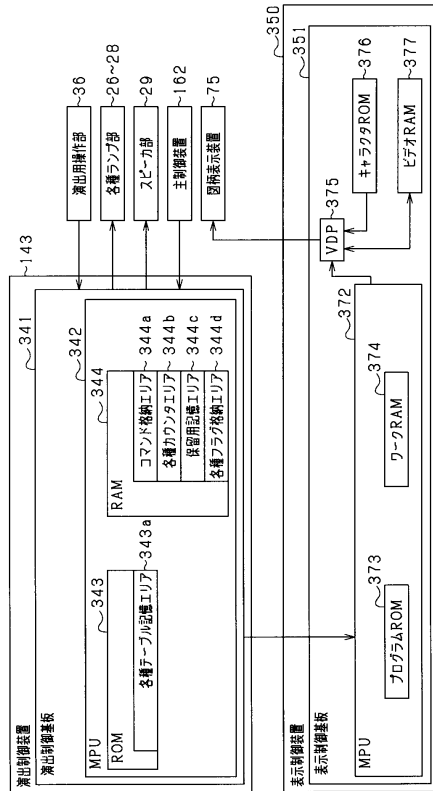 演出制御装置
143
演出制御基板
341
MPU
342
ROM
343
各種テーブル記憶エリア
343a
RAM
344
コマンド格納エリア
344a
各種カウンタエリア
344b
保留用記憶エリア
344c
各種フラグ格納エリア
344d
演出用操作部
36
各種ランプ部
26~28
スピーカ部
29
主制御装置
162
図柄表示装置
75
表示制御装置
350
表示制御基板
351
MPU
372
プログラムROM
373
ワークRAM
374
VDP
375
キャラクタROM
376
ビデオRAM
377